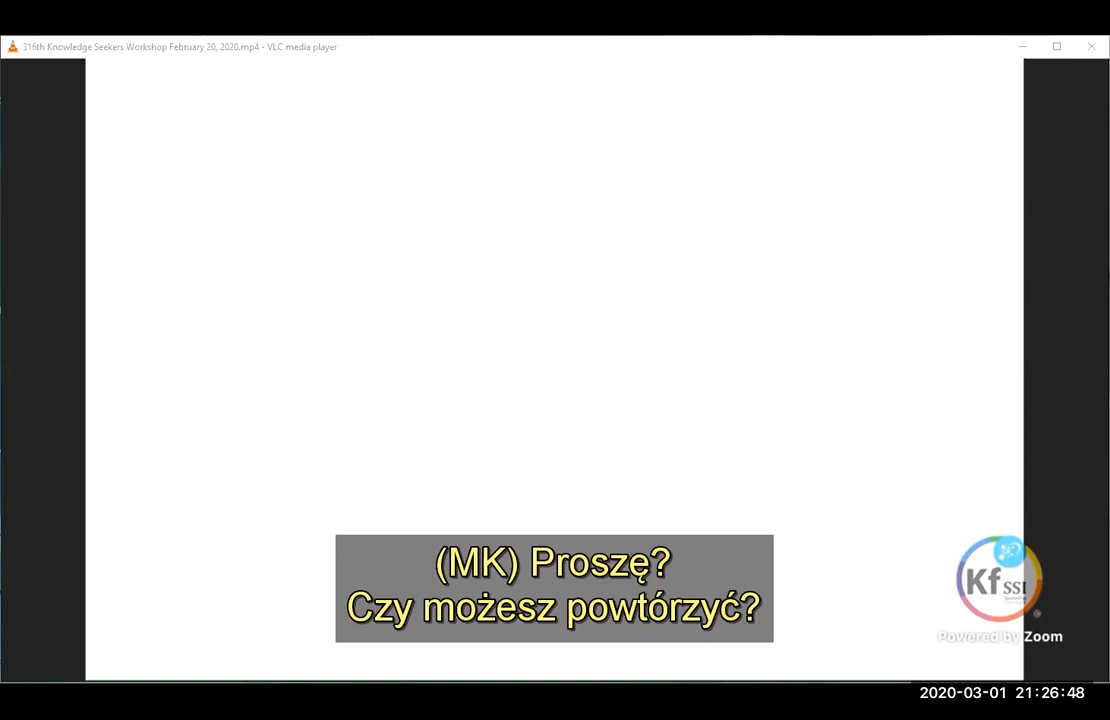 316th Knowledge Seekers Workshop February 20, 2020.mp4 - VLC media player
(MK) Proszę?
Czy możesz powtórzyć?
Kf SSI
Powered by Zoom
2020-03-01 21:26:48